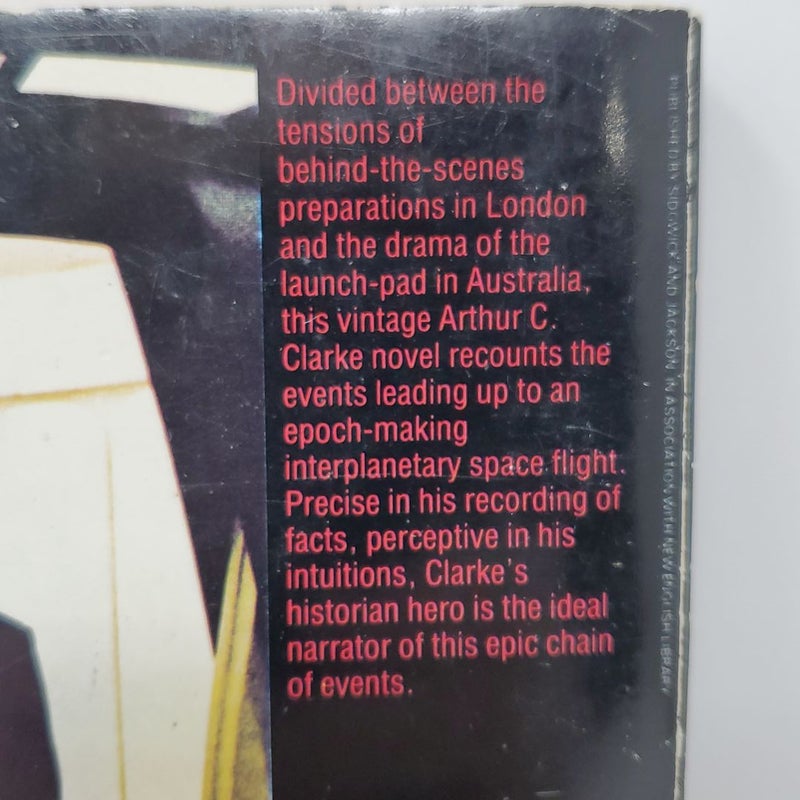 Divided between the
tensions of
behind-the-scenes
preparations in London
and the drama of the
launch-pad in Australia,
this vintage Arthur C.
Clarke novel recounts the
events leading up to an
epoch-making
interplanetary space flight.
Precise in his recording of
facts, perceptive in his
intuitions, Clarke's
historian hero is the ideal
narrator of this epic chain
of events.
PUBLISHED BY SIDGWICK AND JACKSON IN ASSOCIATION WITH NEW ENGLISH LIBRARY